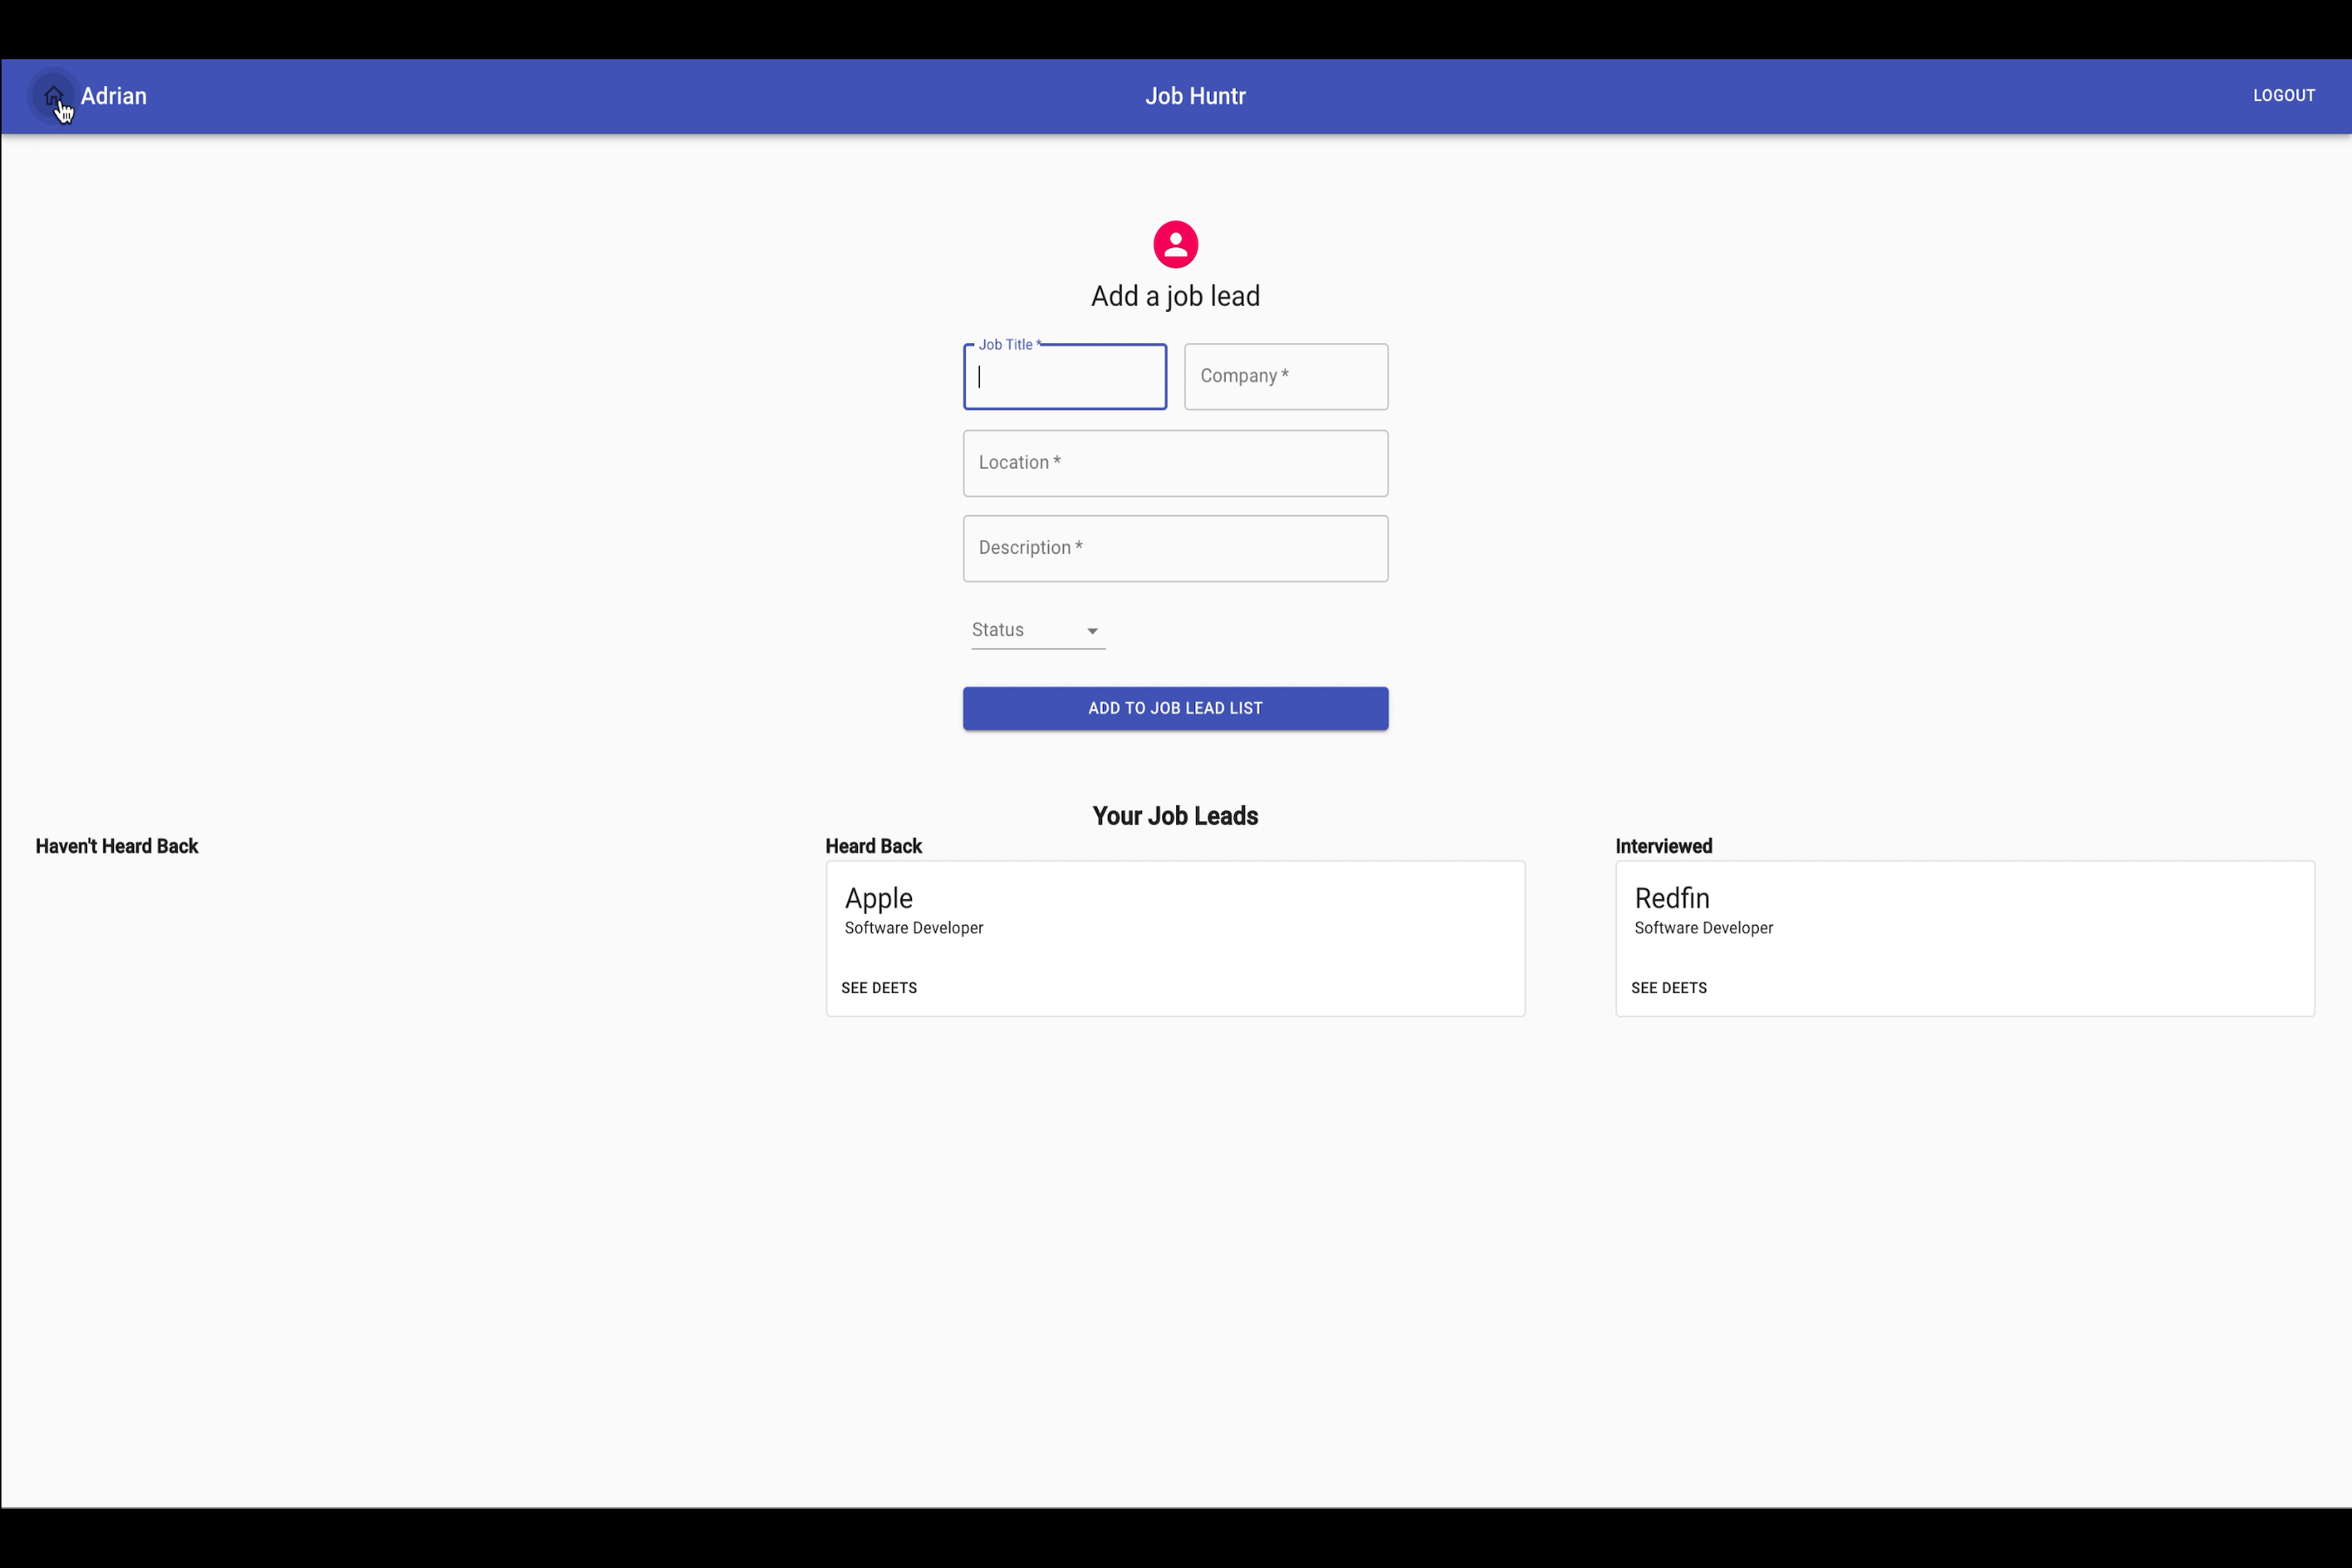 Adrian
Job Huntr
LOGOUT
Add a job lead
Job Title *
Company *
Location *
Description *
Status
ADD TO JOB LEAD LIST
Your Job Leads
Haven't Heard Back
Heard Back
Interviewed
Apple
Software Developer
SEE DEETS
Redfin
Software Developer
SEE DEETS